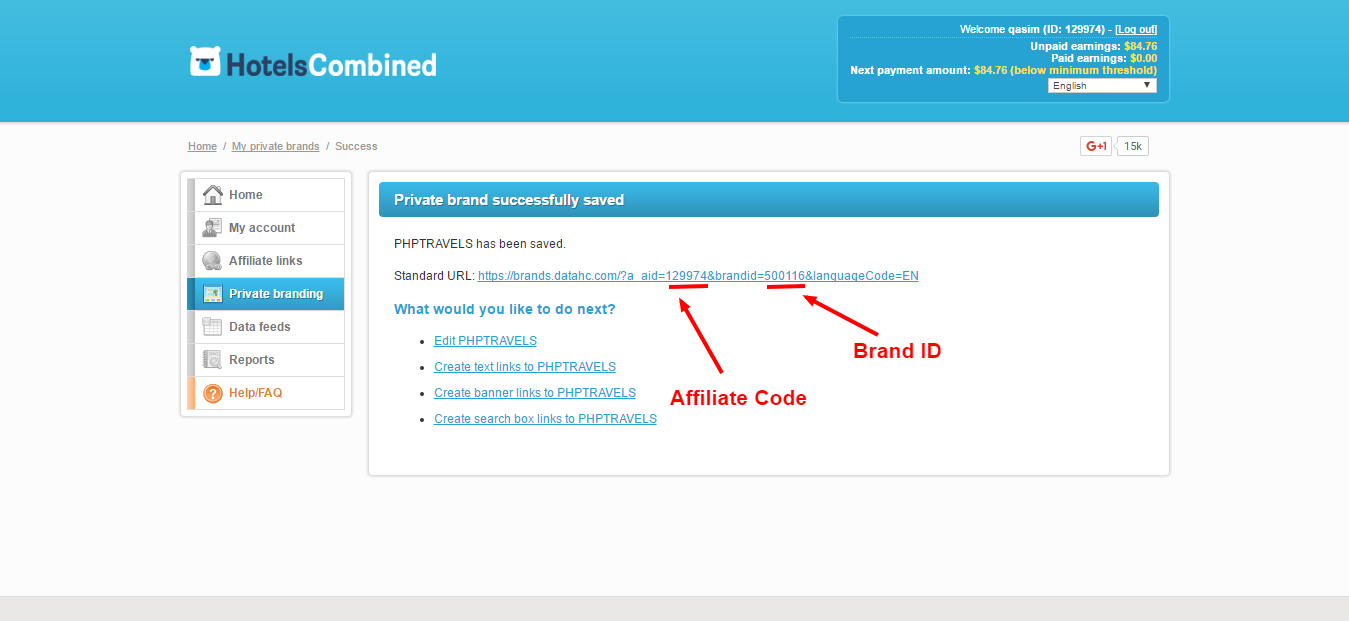 HotelsCombined
Welcome qasim (ID: 129974) - [Log out]
Unpaid earnings: $84.76
Paid earnings: $0.00
Next payment amount: $84.76 (below minimum threshold)
English
Home / My private brands / Success
G+1 15k
Home
My account
Affiliate links
Private branding
Data feeds
Reports
? Help/FAQ
Private brand successfully saved
PHPTRAVELS has been saved.
Standard URL: https://brands.datahc.com/?a_aid=129974&brandid=500116&languageCode=EN
What would you like to do next?
Brand ID
• Edit PHPTRAVELS
• Create text links to PHPTRAVELS
• Create banner links to PHPTRAVELS
Affiliate Code
• Create search box links to PHPTRAVELS